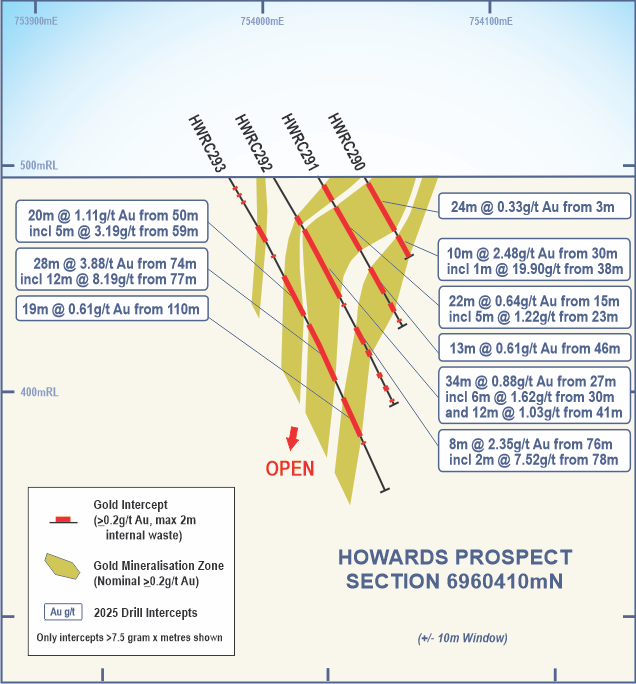 753900mE
754000mE
754100mE
HWRC293
HWRC292
HWRC291
HWRC290
500mRL
20m @ 1.11g/t Au from 50m
incl 5m @ 3.19g/t from 59m
28m @ 3.88/t Au from 74m
incl 12m @ 8.19g/t from 77m
19m @ 0.61g/t Au from 110m
24m @ 0.33g/t Au from 3m
10m @ 2.48g/t Au from 30m
incl 1m @ 19.90g/t from 38m
22m @ 0.64g/t Au from 15m
incl 5m @ 1.22g/t from 23m
13m @ 0.61g/t Au from 46m
34m @ 0.88g/t Au from 27m
incl 6m @ 1.62g/t from 30m
and 12m @ 1.03g/t from 41m
8m @ 2.35g/t Au from 76m
incl 2m @ 7.52g/t from 78m
400mRL
OPEN
Gold Intercept
(≥0.2g/t Au, max 2m
internal waste)
Gold Mineralisation Zone
(Nominal ≥0.2g/t Au)
Au g/t
2025 Drill Intercepts
Only intercepts >7.5 gram x metres shown
HOWARDS PROSPECT
SECTION 6960410mN
(+/- 10m Window)